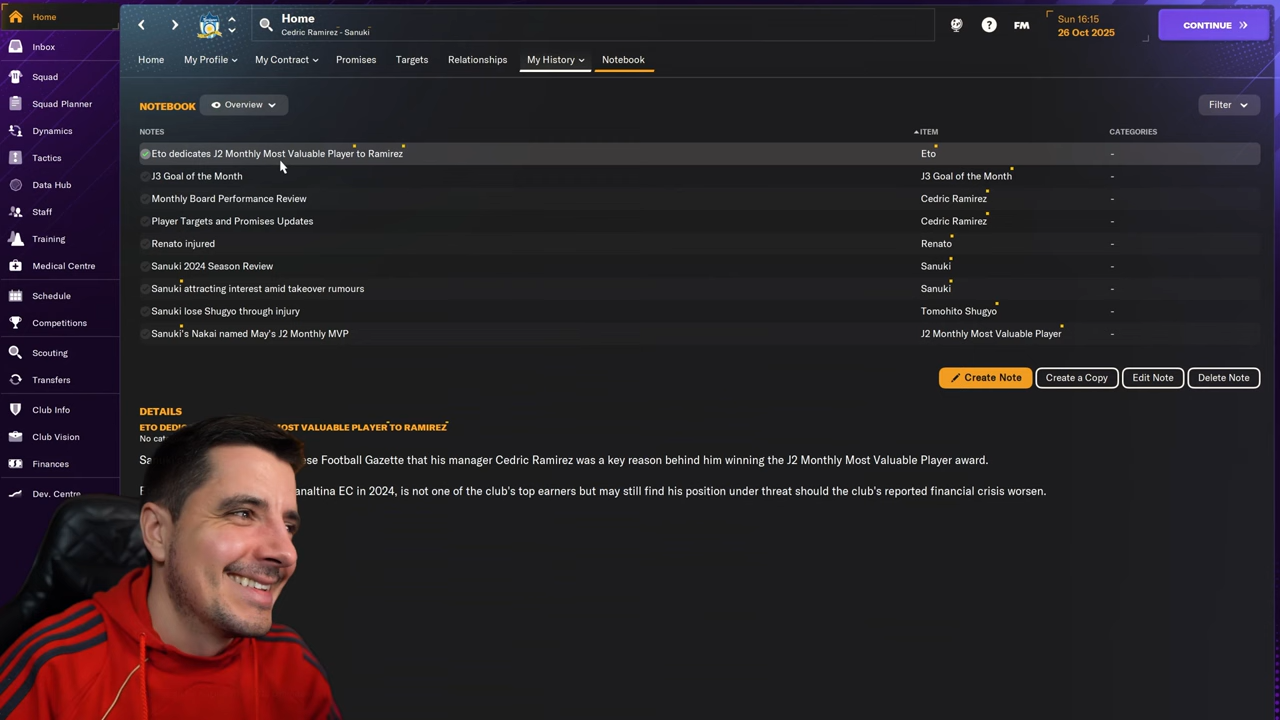 Home
Inbox
Squad
Squad Planner
Dynamics
Tactics
Data Hub
Staff
Training
Medical Centre
Schedule
Competitions
Scouting
Transfers
Club Info
Club Vision
Finances
Dev. Centre
Home
Cedric Ramirez - Sanuki
FM
Sun 16:15
26 Oct 2025
CONTINUE
Home
My Profile
My Contract
Promises
Targets
Relationships
My History
Notebook
NOTEBOOK
Overview
Filter
NOTES ITEM CATEGORIES
Eto dedicates J2 Monthly Most Valuable Player to Ramirez Eto -
J3 Goal of the Month J3 Goal of the Month -
Monthly Board Performance Review Cedric Ramirez -
Player Targets and Promises Updates Cedric Ramirez -
Renato injured Renato -
Sanuki 2024 Season Review Sanuki -
Sanuki attracting interest amid takeover rumours Sanuki -
Sanuki lose Shugyo through injury Tomohito Shugyo -
Sanuki's Nakai named May's J2 Monthly MVP J2 Monthly Most Valuable Player -
Create Note
Create a Copy
Edit Note
Delete Note
DETAILS
ETO VALUABLE PLAYER TO RAMIREZ
No
Football Gazette that his manager Cedric Ramirez was a key reason behind him winning the J2 Monthly Most Valuable Player award.
EC in 2024, is not one of the club's top earners but may still find his position under threat should the club's reported financial crisis worsen.